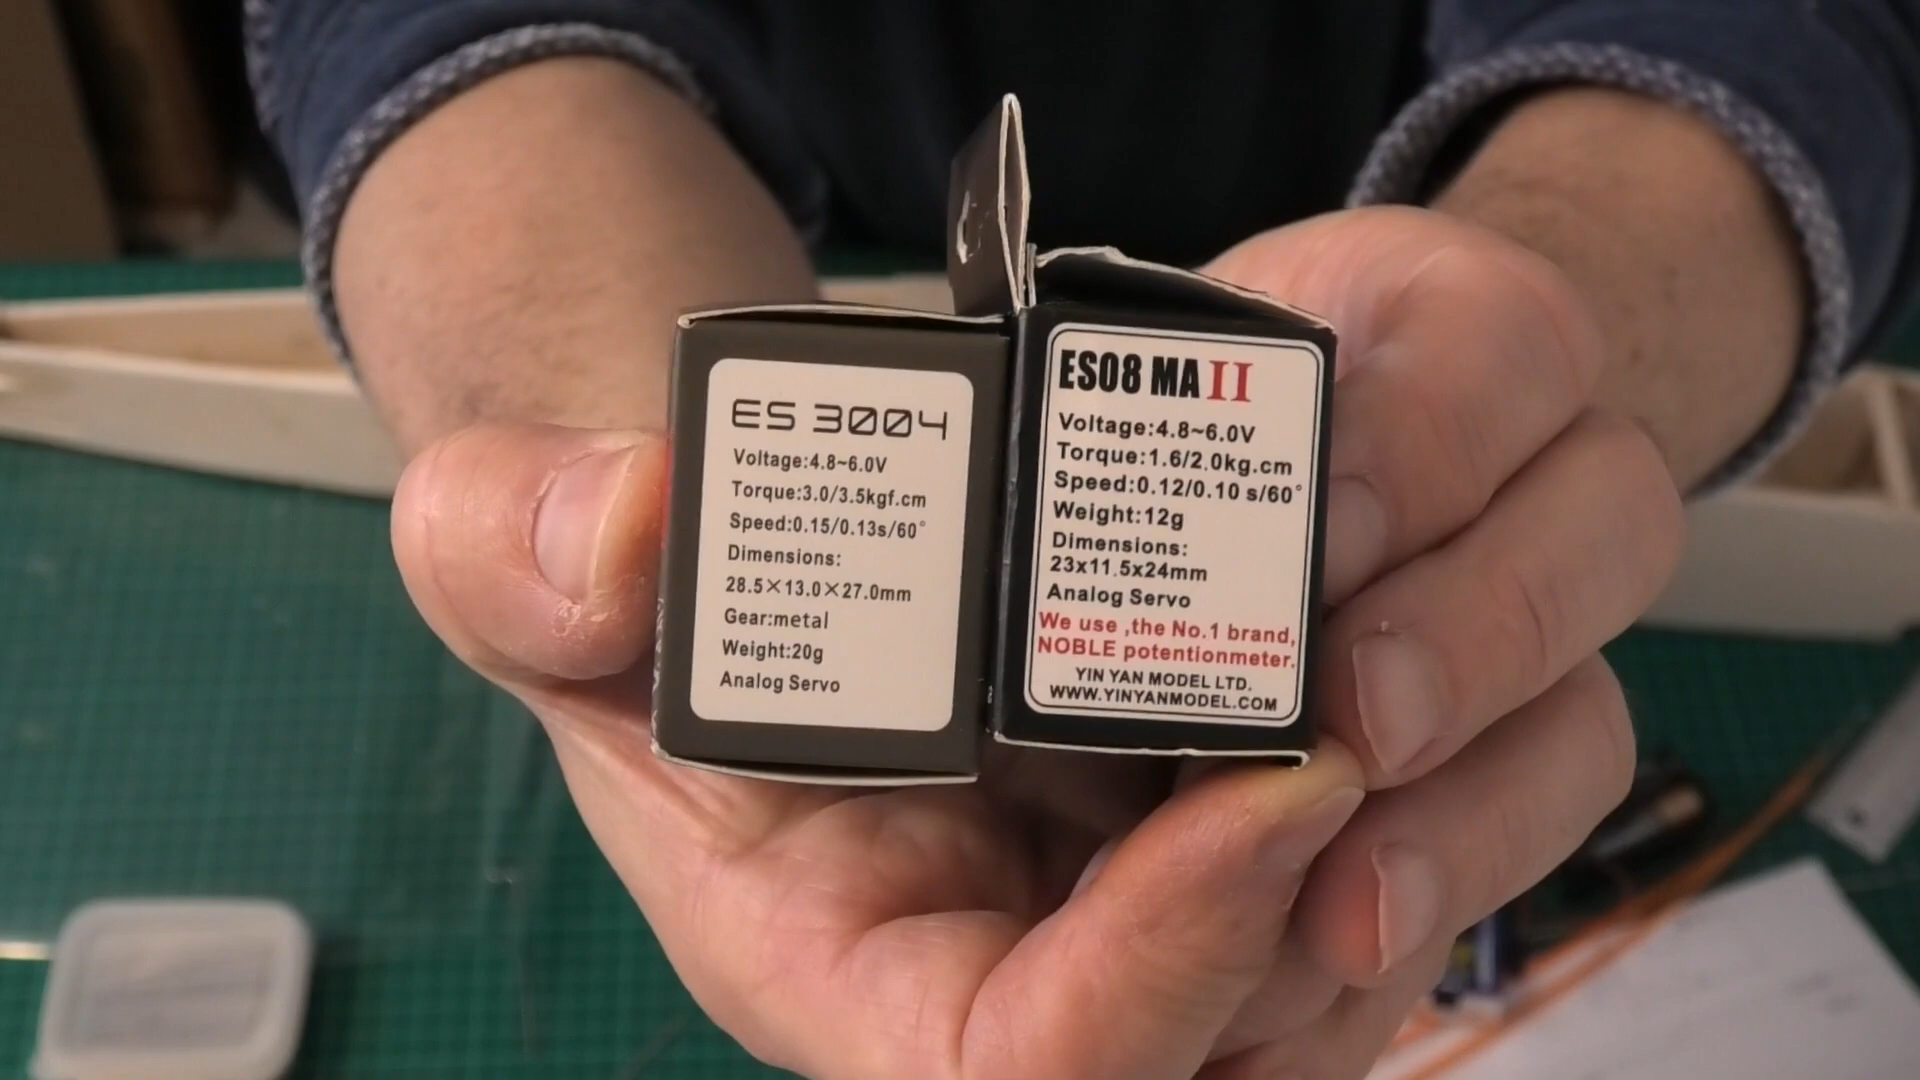 ES 3004
Voltage:4.8~6.0V
Torque:3.0/3.5kgf.cm
Speed:0.15/0.13s/60°
Dimensions:
28.5×13.0×27.0mm
Gear:metal
Weight:20g
Analog Servo
ES08 MA II
Voltage:4.8~6.0V
Torque:1.6/2.0kg.cm
Speed:0.12/0.10 s/60°
Weight:12g
Dimensions:
23x11.5x24mm
Analog Servo
We use ,the No.1 brand,
NOBLE potentionmeter.
YIN YAN MODEL LTD.
WWW.YINYANMODEL.COM